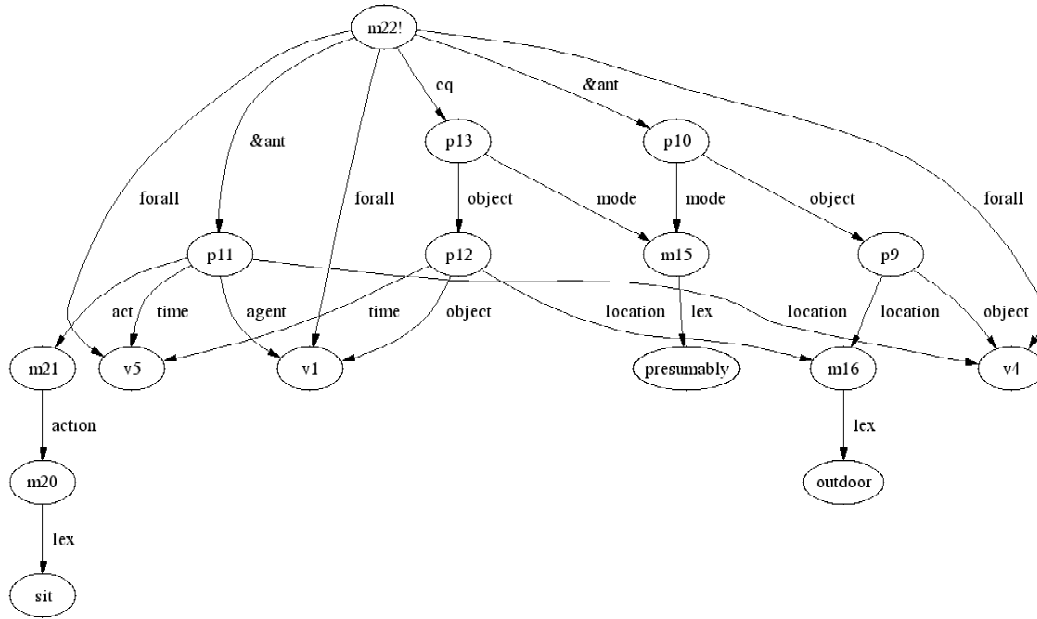 m22!
cq
&ant
p13
p10
&ant
forall
forall
object
mode
mode
object
forall
p11
p12
m15
p9
act
time
agent
time
object
location
lex
location
location
object
m21
v5
v1
presumably
m16
v4
action
lex
m20
outdoor
lex
sit